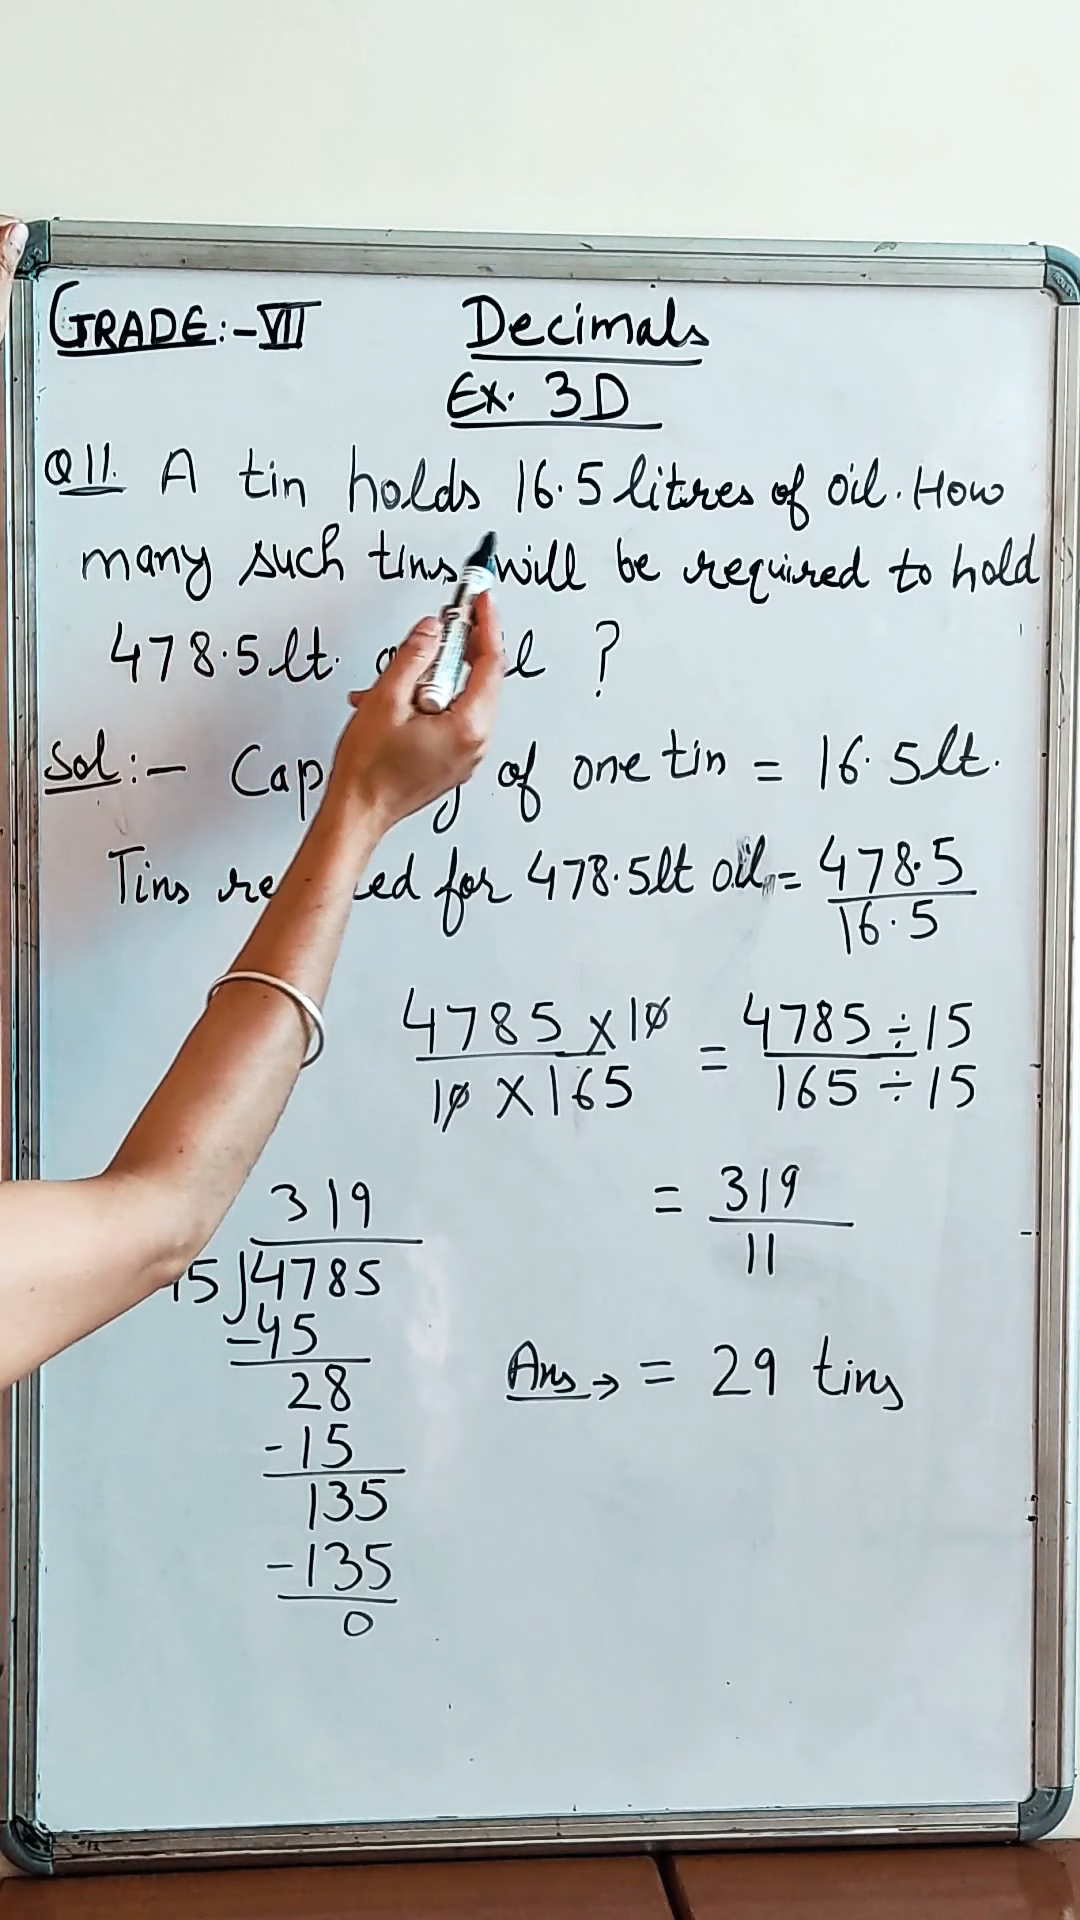 GRADE:-VII Decimals
Ex. 3D
Q11. A tin holds 16.5 litres of oil. How
many such tins will be required to hold
478.5 lt. ?
Sol:- of one tin = 16.5 lt.
Tins for 478.5 lt oil = 478.5
16.5
4785 × 10 = 4785 ÷ 15
10 × 165 165 ÷ 15
= 319
11
319
15)4785
-45
28
-15
135
-135
0
Ans → = 29 tins